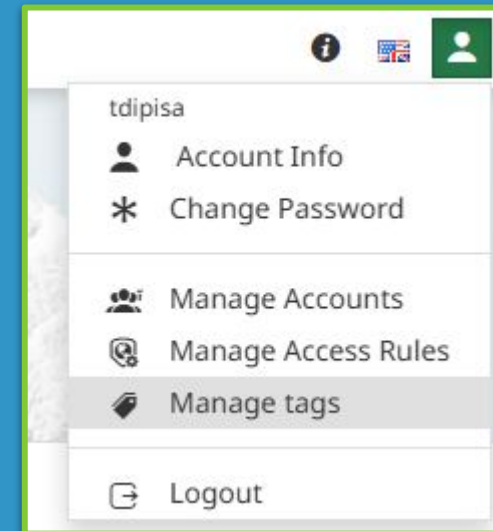 tdipisa
Account Info
Change Password
Manage Accounts
Manage Access Rules
Manage tags
Logout